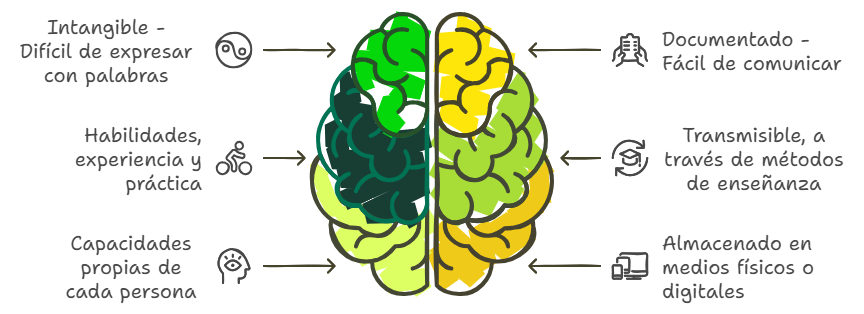 Intangible -
Difícil de expresar
con palabras
Habilidades,
experiencia y
práctica
Capacidades
propias de
cada persona
Documentado -
Fácil de comunicar
Transmisible, a
través de métodos
de enseñanza
Almacenado en
medios físicos o
digitales